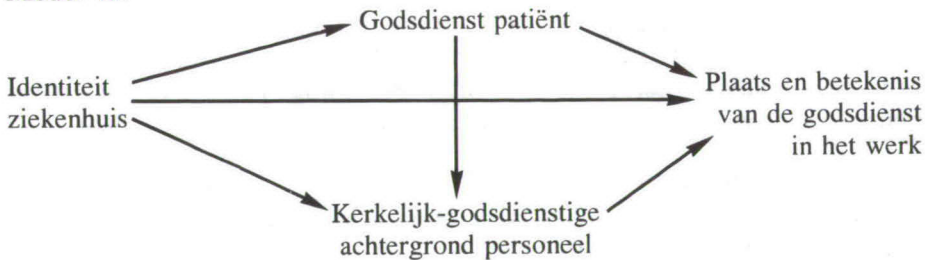 Godsdienst patiënt
Identiteit
ziekenhuis
Plaats en betekenis
van de godsdienst
in het werk
Kerkelijk-godsdienstige
achtergrond personeel